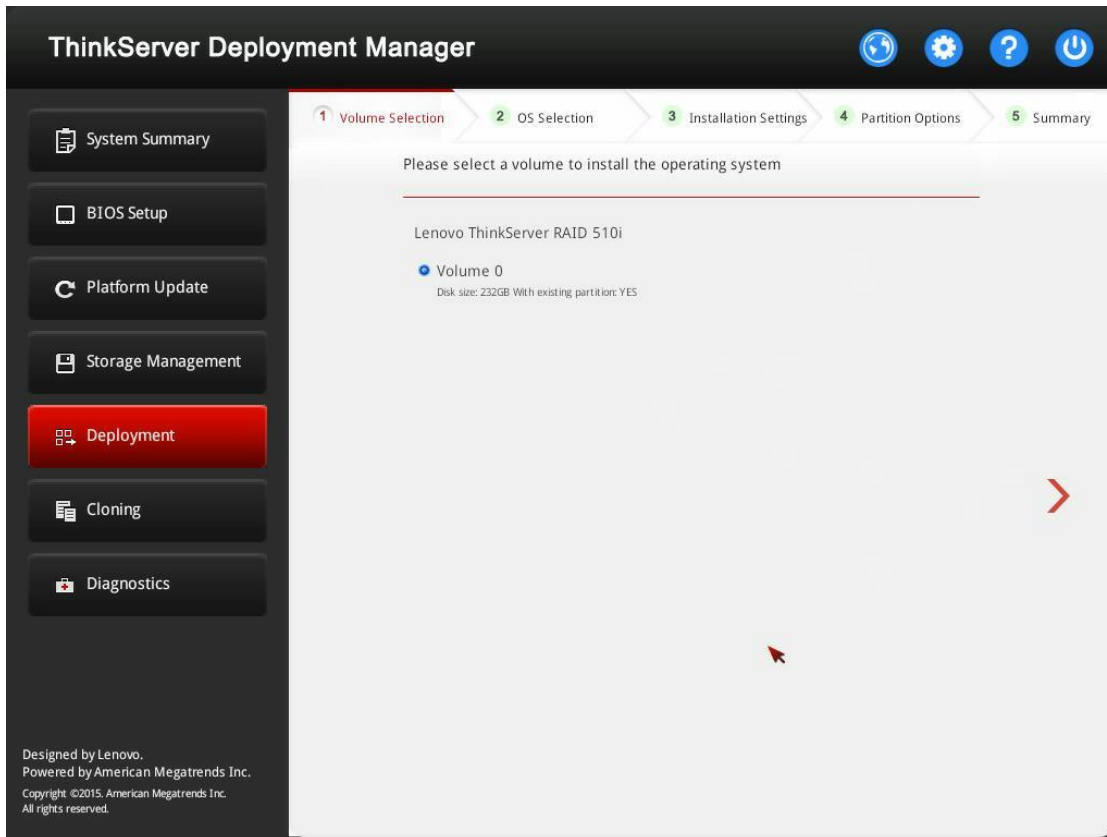 ThinkServer Deployment Manager
System Summary
BIOS Setup
Platform Update
Storage Management
Deployment
Cloning
Diagnostics
Designed by Lenovo.
Powered by American Megatrends Inc.
Copyright ©2015. American Megatrends Inc.
All rights reserved.
1 Volume Selection
2 OS Selection
3 Installation Settings
4 Partition Options
5 Summary
Please select a volume to install the operating system
Lenovo ThinkServer RAID 510i
Volume 0
Disk size: 232GB With existing partition: YES